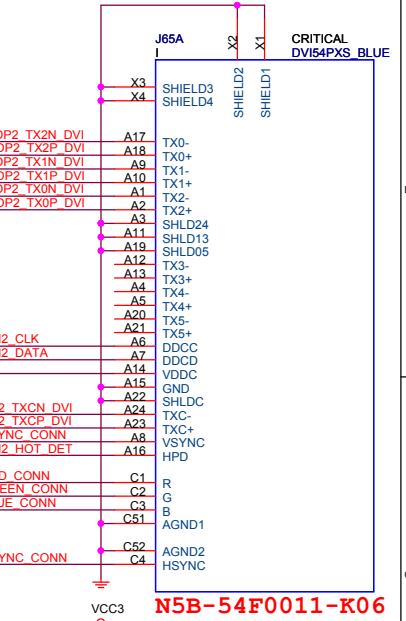 J65A
CRITICAL
DVI54PXS_BLUE
X2
X1
SHIELD2
SHIELD1
X3 SHIELD3
X4 SHIELD4
DP2_TX2N_DVI A17 TX0-
DP2_TX2P_DVI A18 TX0+
DP2_TX1N_DVI A9 TX1-
DP2_TX1P_DVI A10 TX1+
DP2_TX0N_DVI A1 TX2-
DP2_TX0P_DVI A2 TX2+
A3 SHLD24
A11 SHLD13
A19 SHLD05
A12 TX3-
A13 TX3+
A4 TX4-
A5 TX4+
A20 TX5-
A21 TX5+
2_CLK A6 DDCC
2_DATA A7 DDCD
A14 VDDC
A15 GND
A22 SHLDC
2_TXCN_DVI A24 TXC-
2_TXCP_DVI A23 TXC+
YNC_CONN A8 VSYNC
2_HOT_DET A16 HPD
D_CONN C1 R
EEN_CONN C2 G
UE_CONN C3 B
C51 AGND1
C52 AGND2
YNC_CONN C4 HSYNC
VCC3
N5B-54F0011-K06